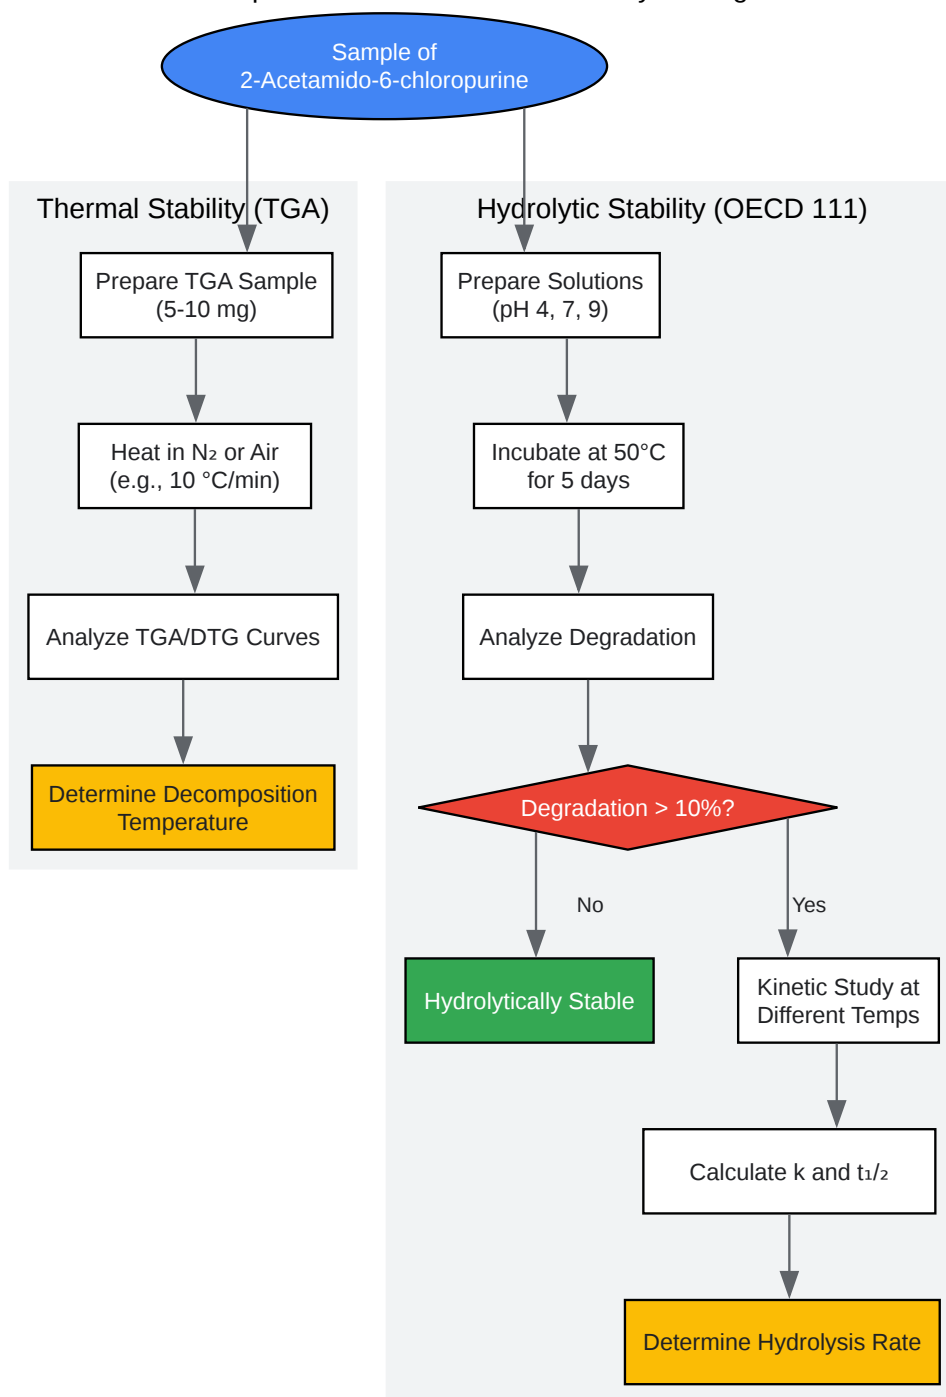 Sample of
2-Acetamido-6-chloropurine
Thermal Stability (TGA)
Prepare TGA Sample
(5-10 mg)
Heat in N₂ or Air
(e.g., 10 °C/min)
Analyze TGA/DTG Curves
Determine Decomposition
Temperature
Hydrolytic Stability (OECD 111)
Prepare Solutions
(pH 4, 7, 9)
Incubate at 50°C
for 5 days
Analyze Degradation
Degradation > 10%?
No
Yes
Hydrolytically Stable
Kinetic Study at
Different Temps
Calculate k and t₁/₂
Determine Hydrolysis Rate